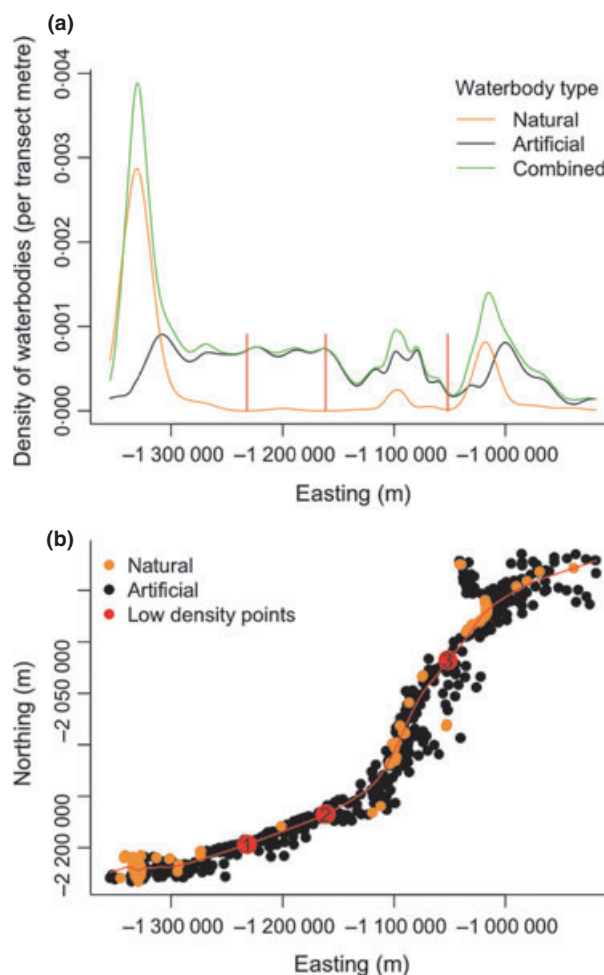 (a)
Density of waterbodies (per transect metre)
0·004
0·003
0·002
0·001
0·000
Waterbody type
Natural
Artificial
Combined
−1 300 000 −1 200 000 −1 100 000 −1 000 000
Easting (m)
(b)
Northing (m)
−2 050 000
−2 200 000
Natural
Artificial
Low density points
3
2
1
−1 300 000 −1 200 000 −1 100 000 −1 000 000
Easting (m)